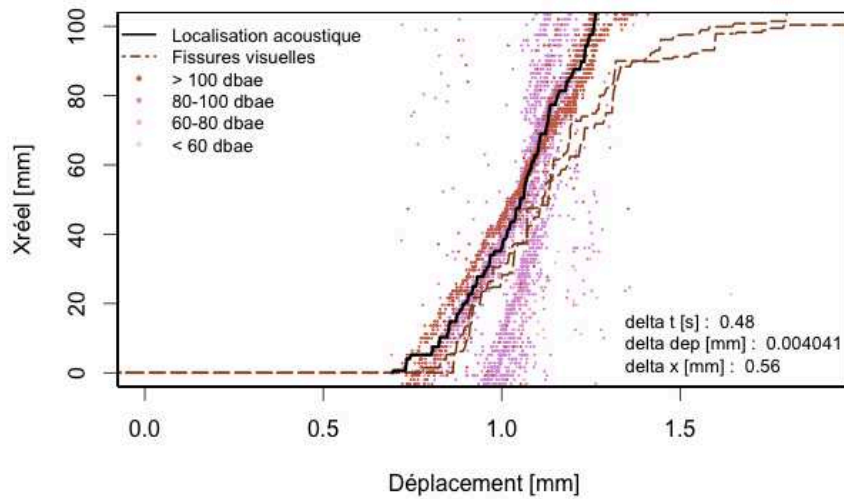 Xréel [mm]
100
80
60
40
20
0
Localisation acoustique
Fissures visuelles
> 100 dbae
80-100 dbae
60-80 dbae
< 60 dbae
delta t [s] : 0.48
delta dep [mm] : 0.004041
delta x [mm] : 0.56
0.0 0.5 1.0 1.5
Déplacement [mm]